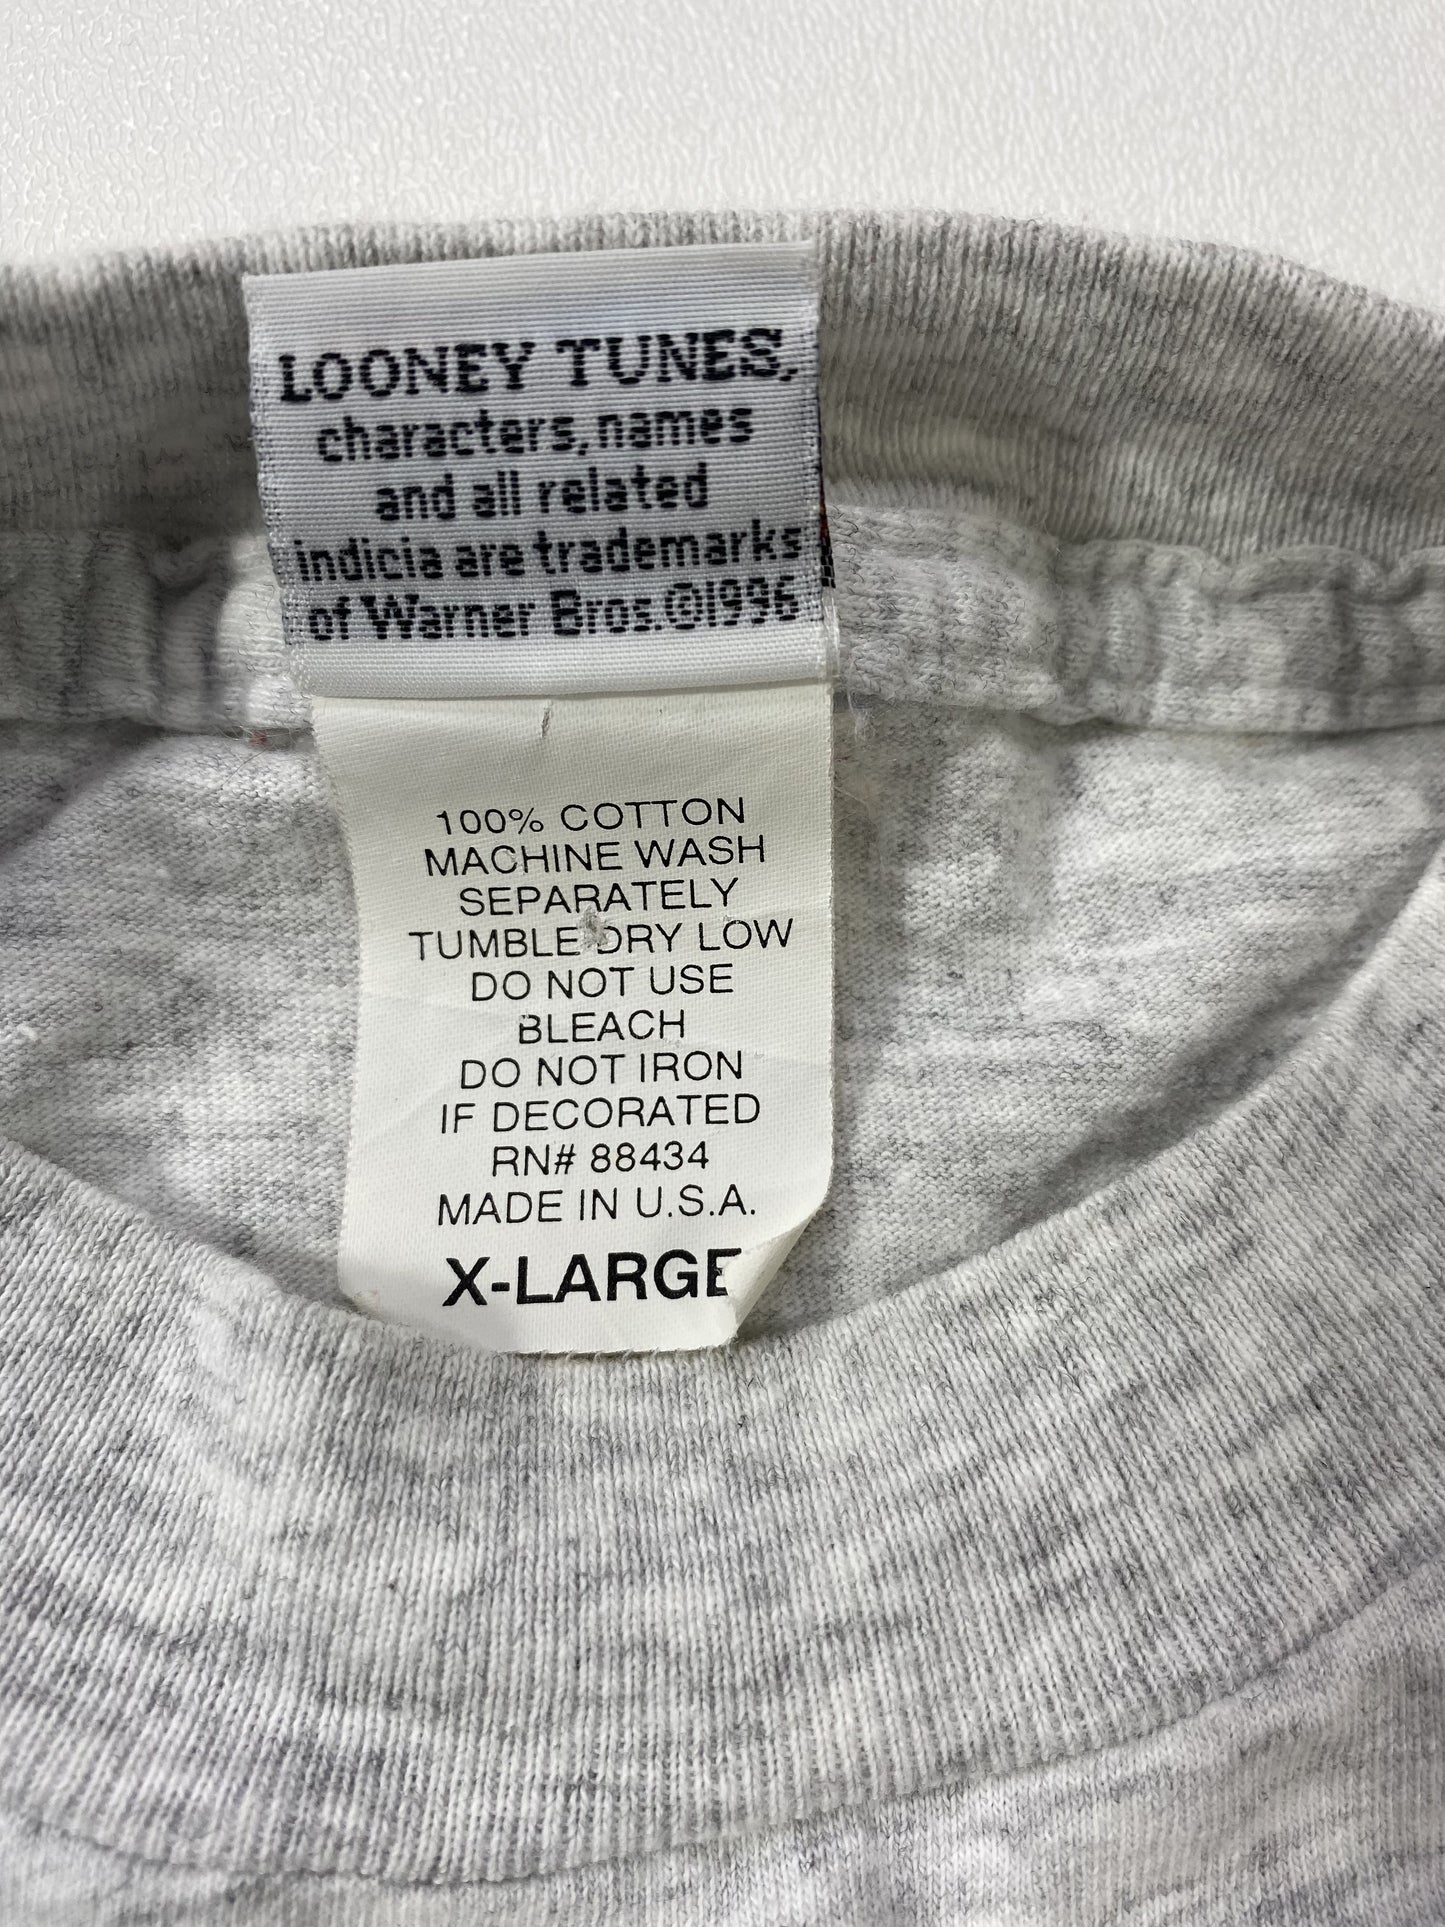 LOONEY TUNES,
characters, names
and all related
indicia are trademarks
of Warner Bros.©1996
100% COTTON
MACHINE WASH
SEPARATELY
TUMBLE DRY LOW
DO NOT USE
BLEACH
DO NOT IRON
IF DECORATED
RN# 88434
MADE IN U.S.A.
X-LARGE